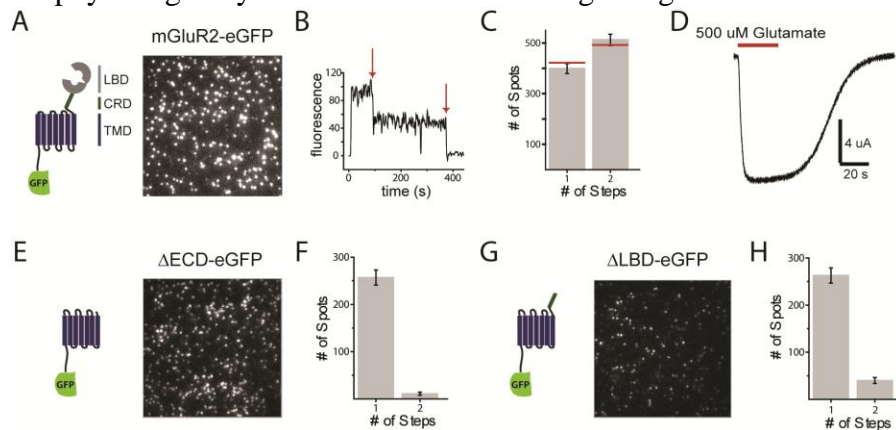 A
mGluR2-eGFP
LBD
CRD
TMD
GFP
B
fluorescence
120
80
40
0
0
200
400
time (s)
C
# of Spots
500
300
100
1
2
# of Steps
D
500 uM Glutamate
4 uA
20 s
E
ΔECD-eGFP
GFP
F
# of Spots
300
200
100
1
2
# of Steps
G
ΔLBD-eGFP
GFP
H
# of Spots
300
200
100
1
2
# of Steps